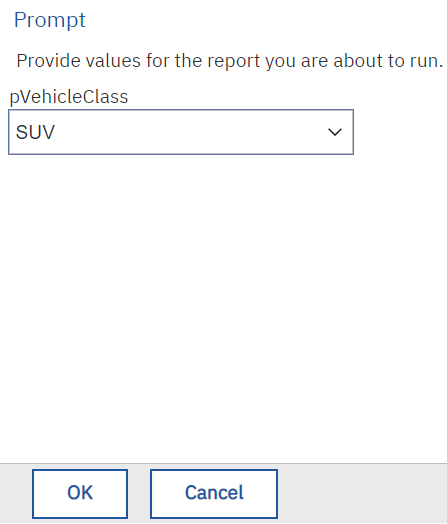 Prompt
Provide values for the report you are about to run.
pVehicleClass
SUV
OK Cancel